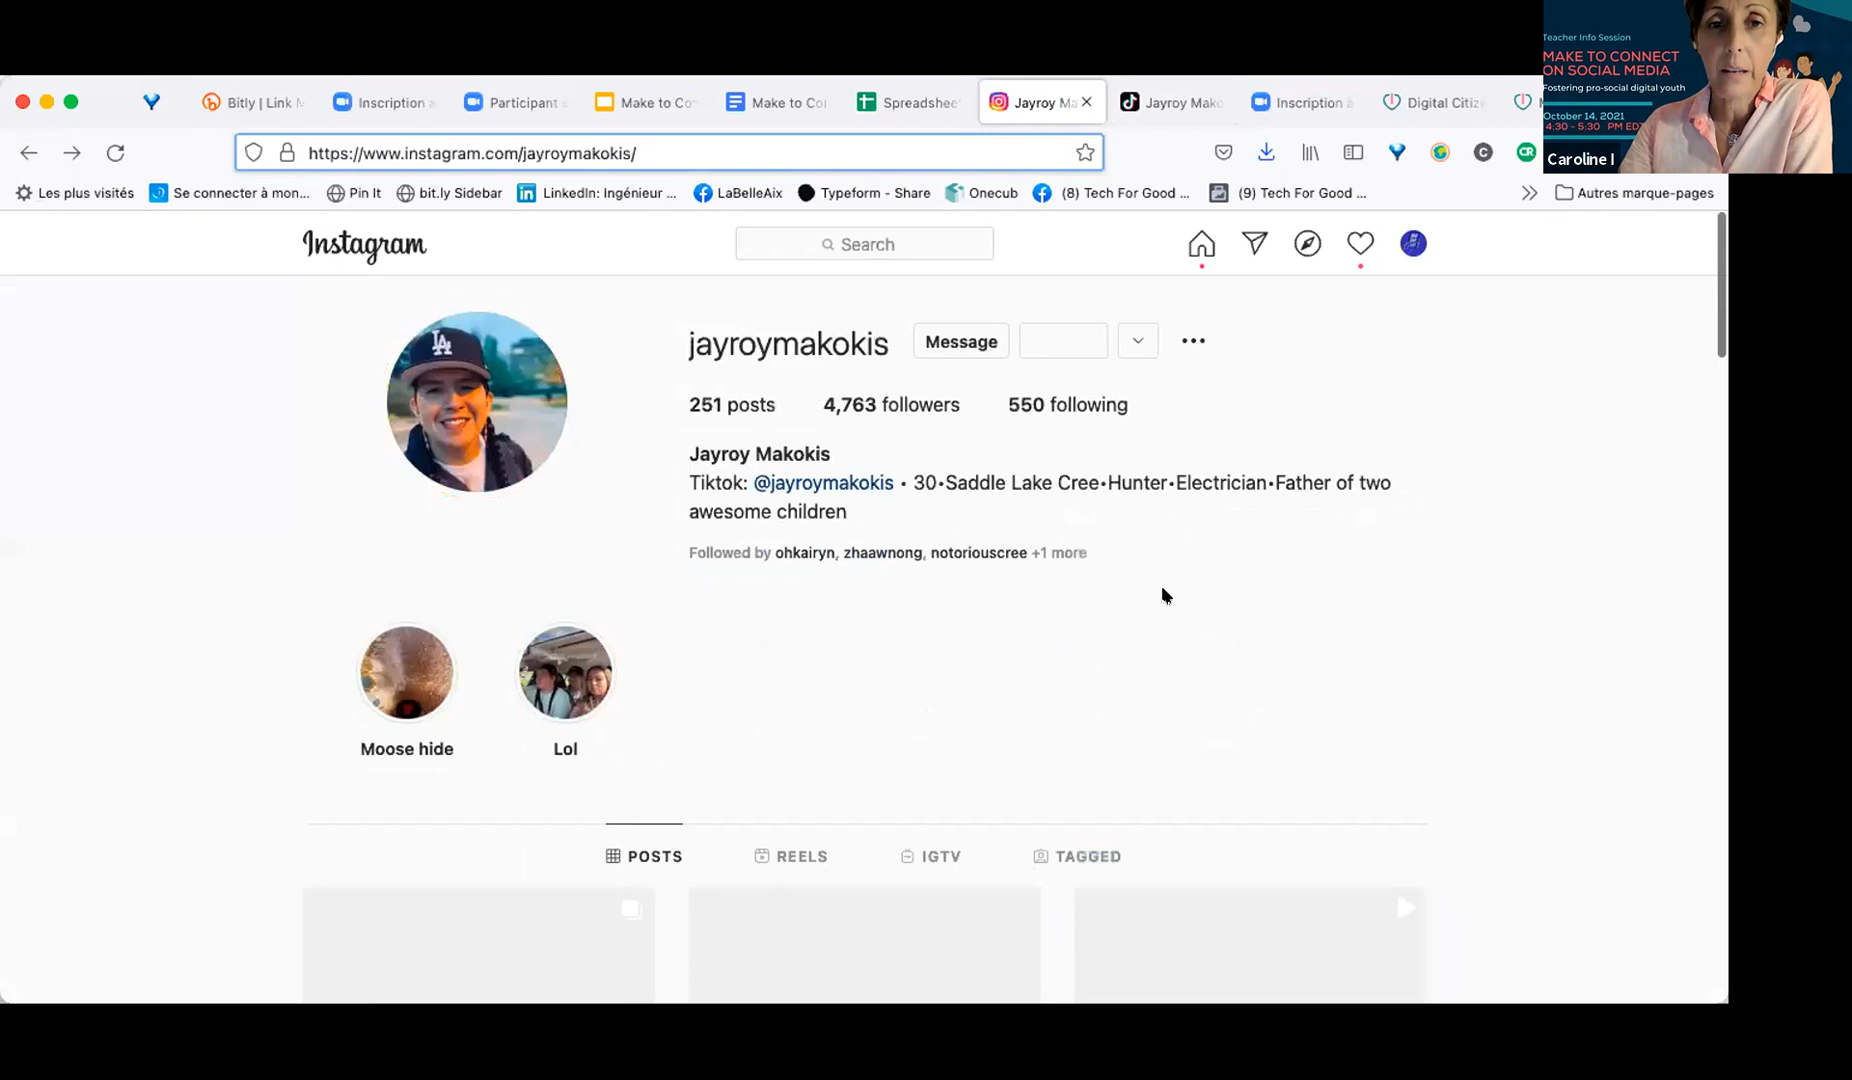 Teacher Info Session
MAKE TO CONNECT
ON SOCIAL MEDIA
Fostering pro-social digital youth
October 14, 2021
4:30 - 5:30 PM EDT
Caroline I
Bitly | Link M
Inscription a
Participant s
Make to Co
Make to Co
Spreadshee
Jayroy Ma
Jayroy Mako
Inscription à
Digital Citiz
https://www.instagram.com/jayroymakokis/
Les plus visités
Se connecter à mon...
Pin It
bit.ly Sidebar
LinkedIn: Ingénieur ...
LaBelleAix
Typeform - Share
Onecub
(8) Tech For Good ...
(9) Tech For Good ...
Autres marque-pages
Instagram
Search
LA
jayroymakokis
Message
251 posts
4,763 followers
550 following
Jayroy Makokis
Tiktok: @jayroymakokis • 30•Saddle Lake Cree•Hunter•Electrician•Father of two
awesome children
Followed by ohkairyn, zhaawnong, notoriouscree +1 more
Moose hide
Lol
POSTS
REELS
IGTV
TAGGED